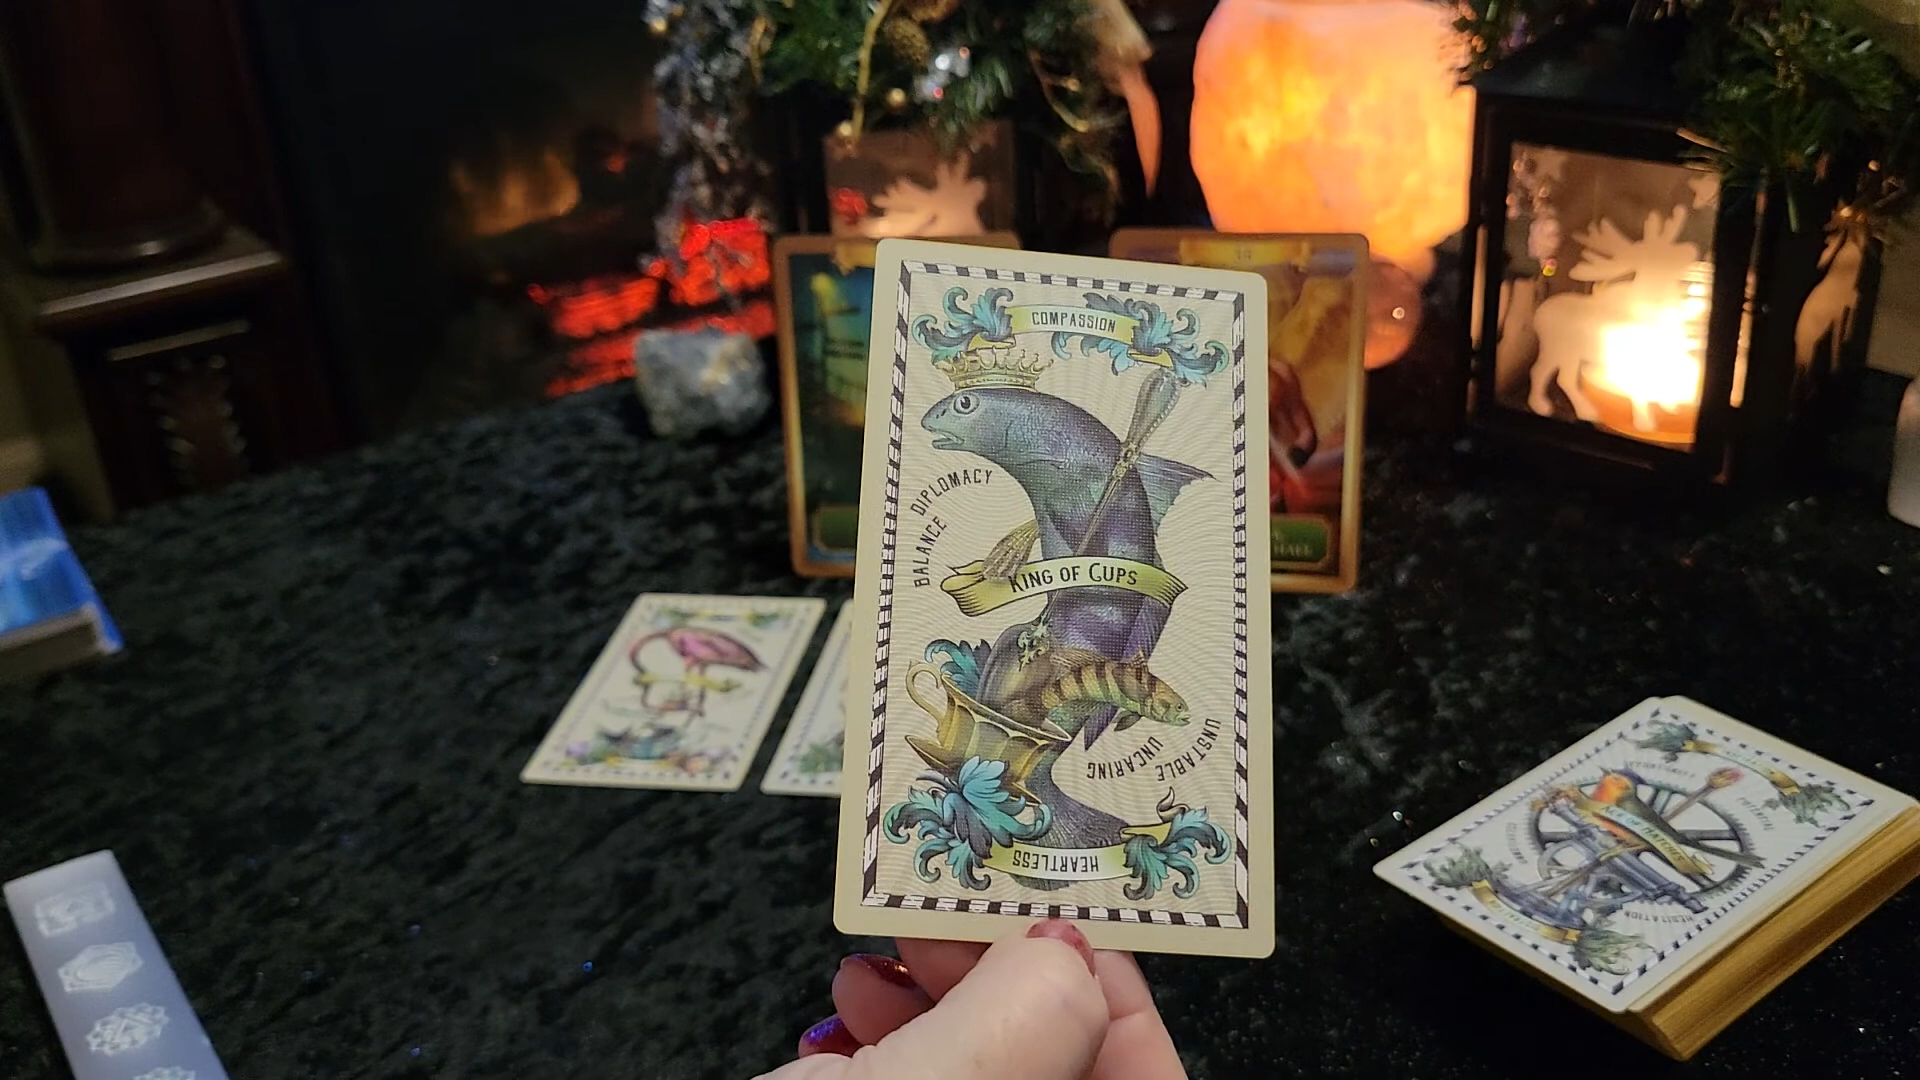 COMPASSION
DIPLOMACY
BALANCE
KING OF CUPS
UNSTABLE
UNCARING
HEARTLESS